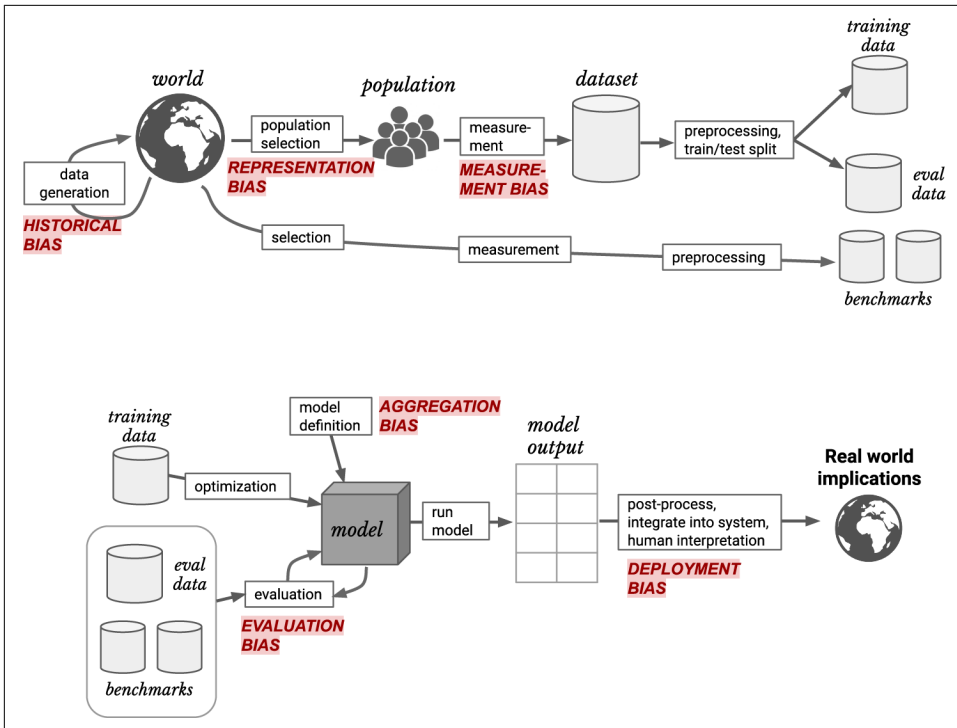 training
data
world
population
dataset
population
selection
measure-
ment
preprocessing,
train/test split
REPRESENTATION
BIAS
MEASURE-
MENT BIAS
data
generation
eval
data
HISTORICAL
BIAS
selection
measurement
preprocessing
benchmarks
training
data
model
definition
AGGREGATION
BIAS
model
output
Real world
implications
optimization
model
run
model
post-process,
integrate into system,
human interpretation
DEPLOYMENT
BIAS
eval
data
evaluation
EVALUATION
BIAS
benchmarks